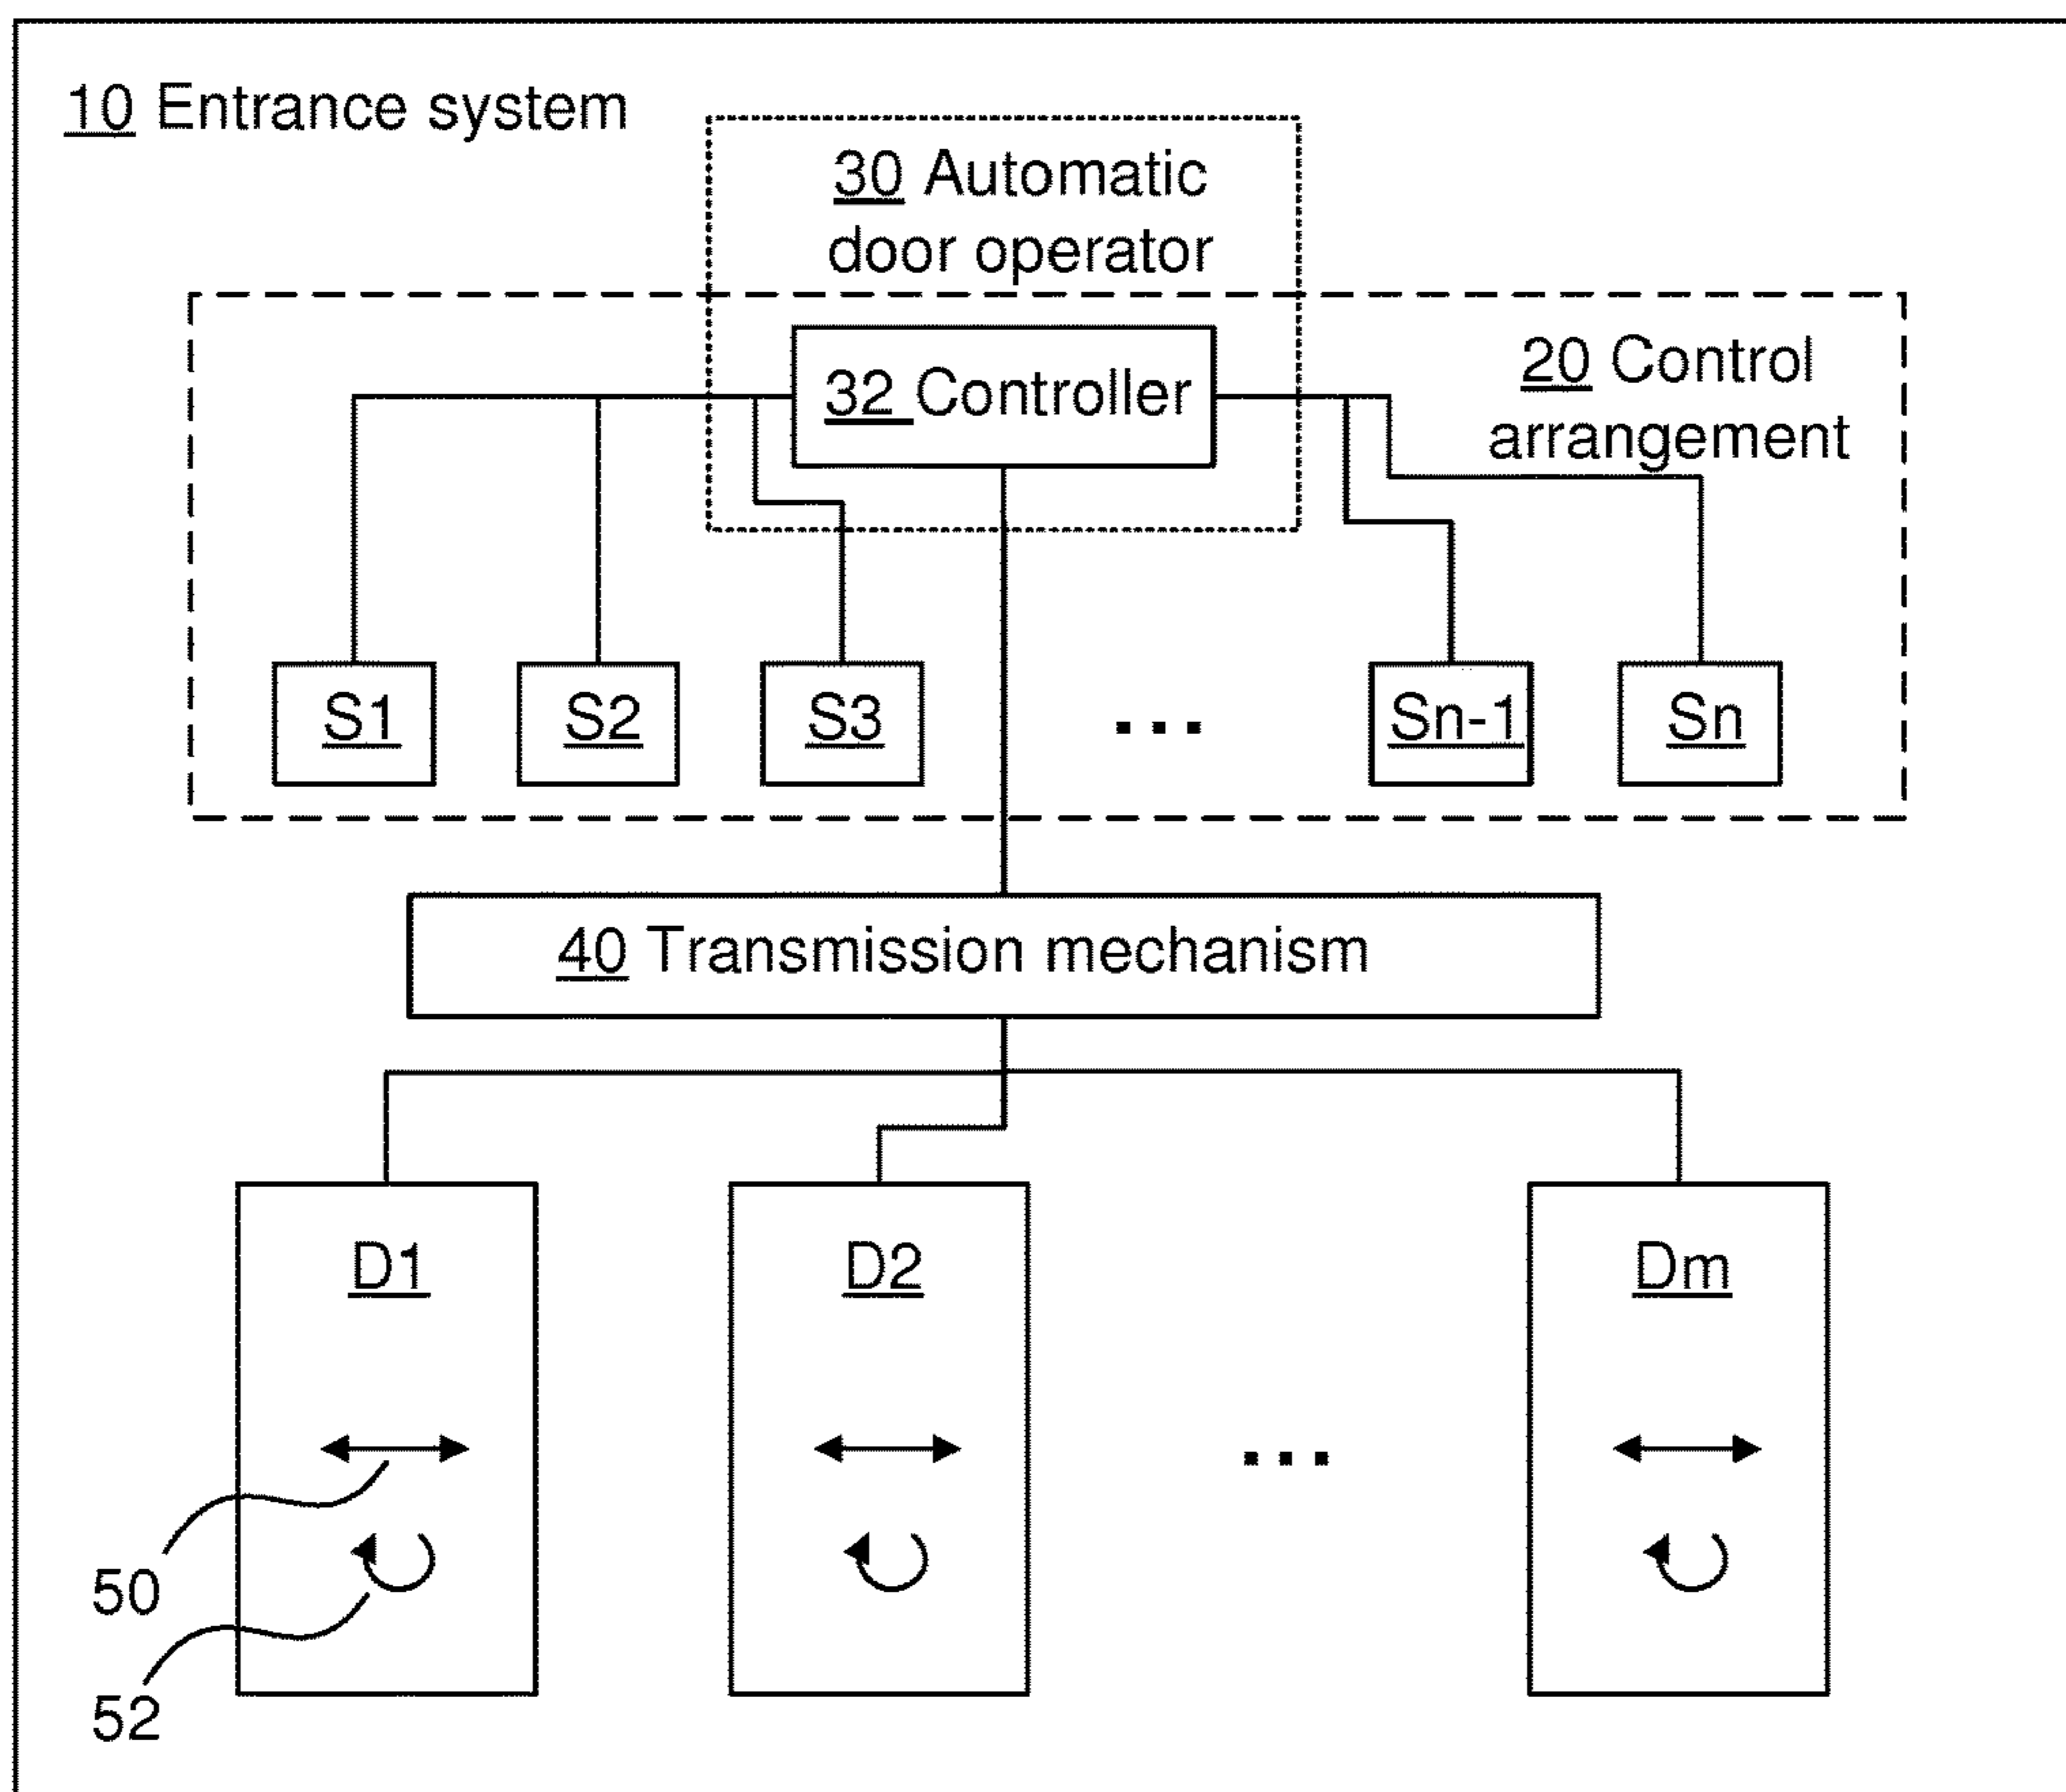 10 Entrance system
30 Automatic
door operator
32 Controller
20 Control
arrangement
S1 S2 S3 ... Sn-1 Sn
40 Transmission mechanism
D1 D2 Dm
...
50
52